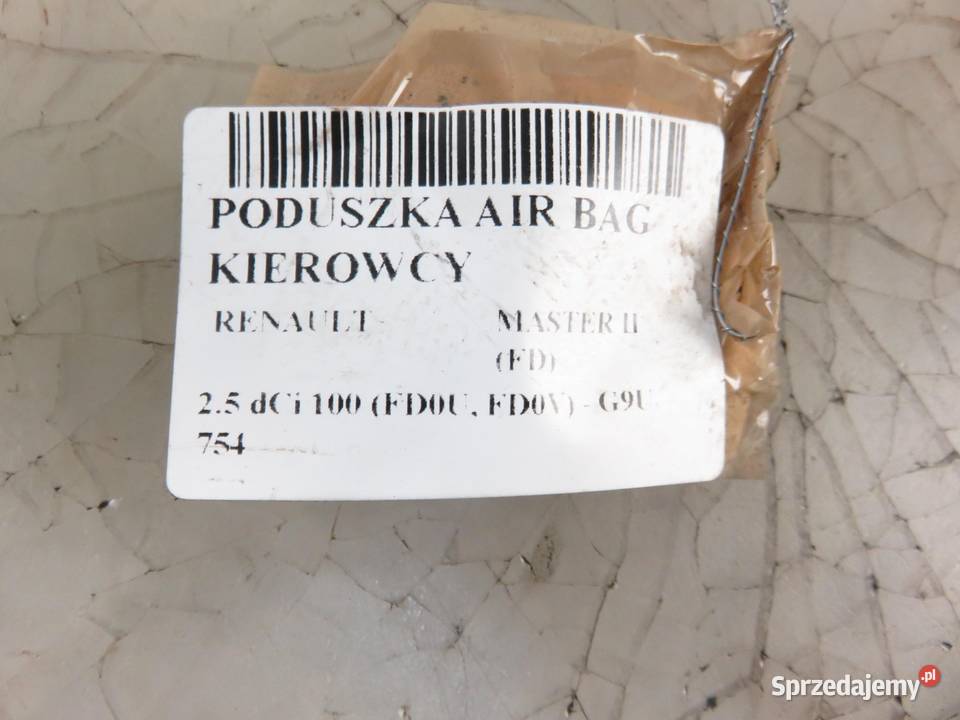 PODUSZKA AIR BAG
KIEROWCY
RENAULT MASTER II
(FD)
2.5 dCi 100 (FD0U, FD0V) - G9U
754
Sprzedajemy.pl